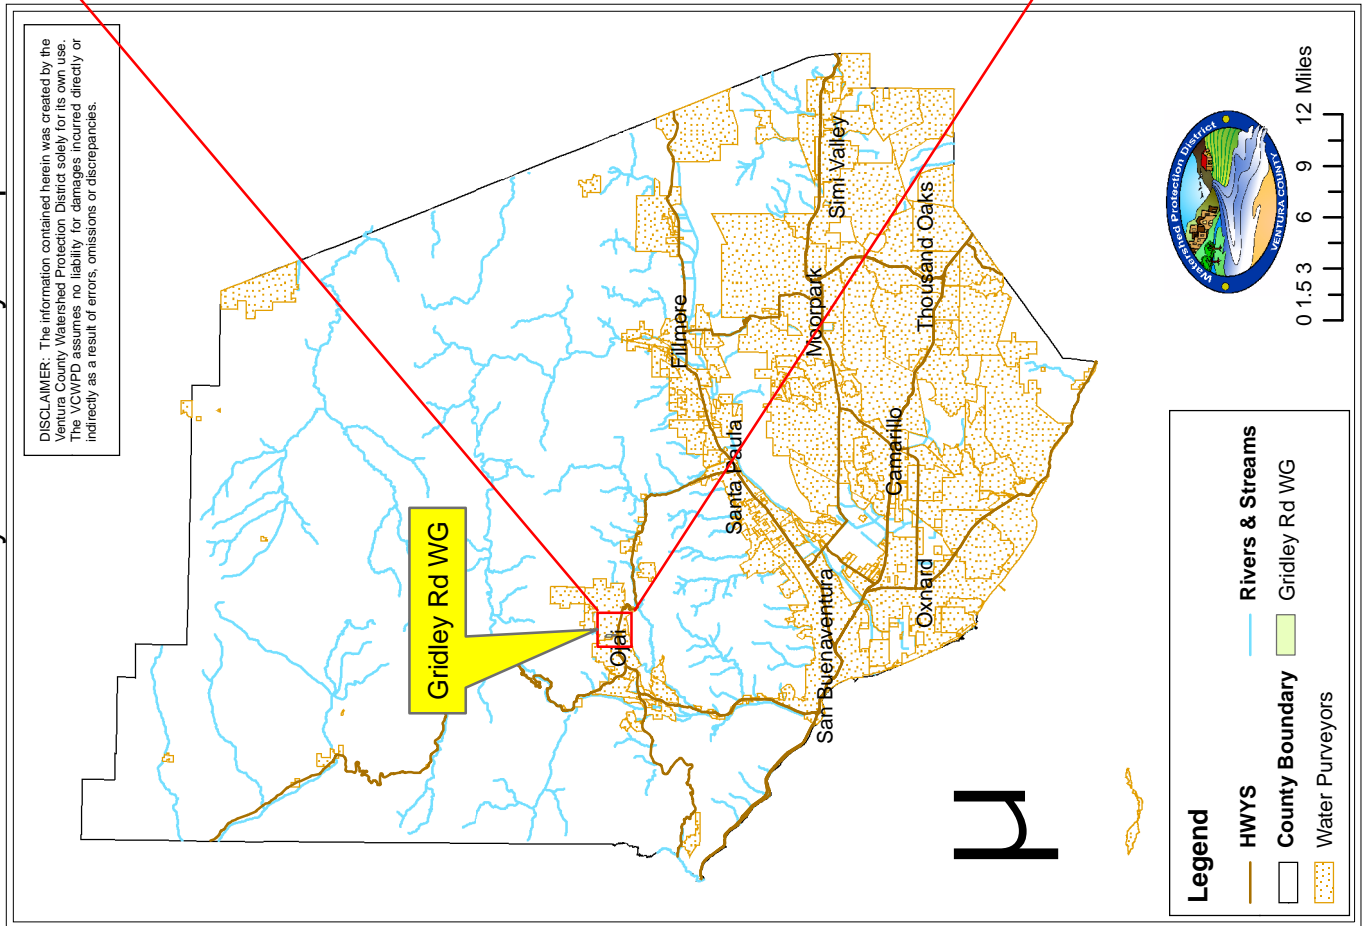 DISCLAIMER: The information contained herein was created by the
Ventura County Watershed Protection District solely for its own use.
The VCWPD assumes no liability for damages incurred directly or
indirectly as a result of errors, omissions or discrepancies.
Gridley Rd WG
Ojai
Fillmore
Santa Paula
Moorpark
Simi Valley
Thousand Oaks
Camarillo
Oxnard
San Buenaventura
µ
Watershed Protection District
VENTURA COUNTY
0 1.5 3 6 9 12 Miles
Legend
HWYS
County Boundary
Water Purveyors
Rivers & Streams
Gridley Rd WG